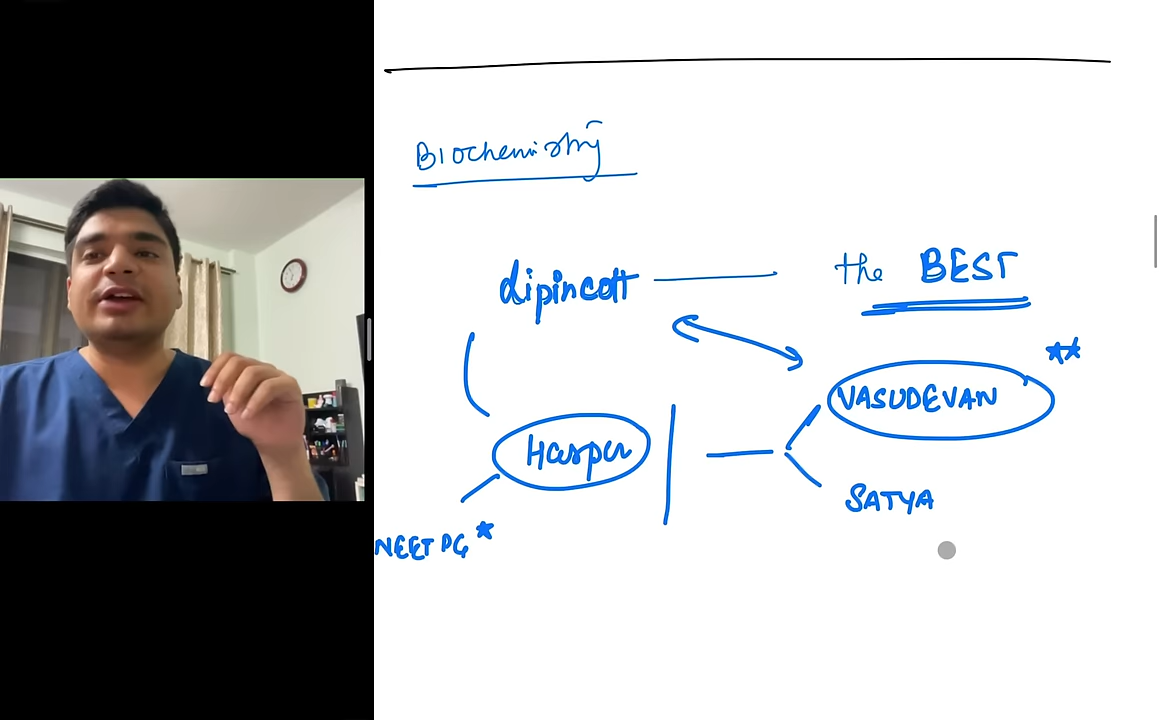 Biochemistry
Lipincott — the BEST
VASUDEVAN **
Harper
SATYA
NEET PG *